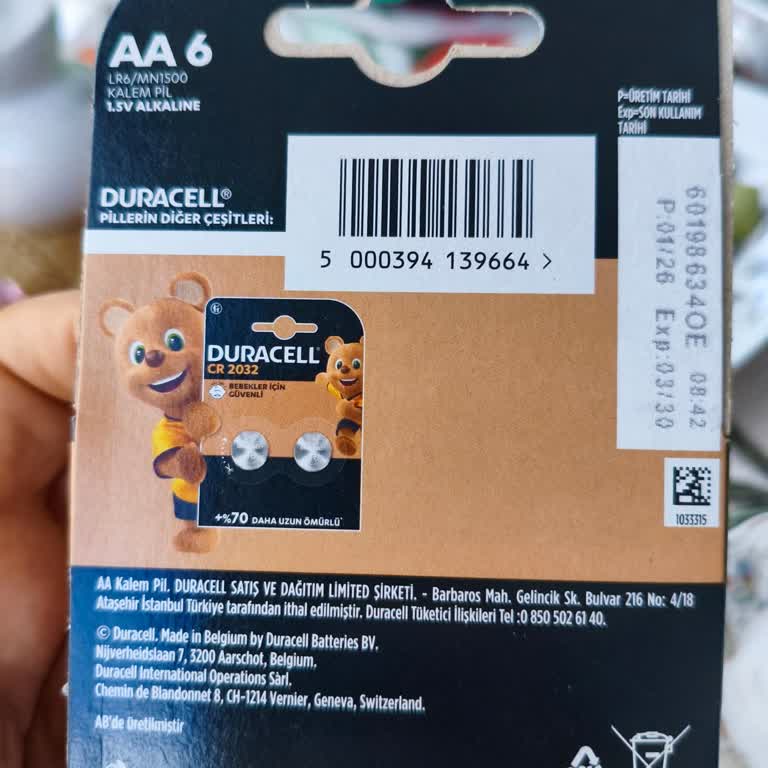 AA 6
LR6/MN1500
KALEM PİL
1.5V ALKALINE
P=ÜRETİM TARİHİ
Exp=SON KULLANIM
TARİHİ
DURACELL®
PİLLERİN DİĞER ÇEŞİTLERİ:
5 000394 139664 >
60198634OE 08:42
P:01/26 Exp:03/30
DURACELL
CR 2032
BEBEKLER İÇİN
GÜVENLİ
+%70 DAHA UZUN ÖMÜRLÜ*
1033315
AA Kalem Pil. DURACELL SATIŞ VE DAĞITIM LİMİTED ŞİRKETİ. - Barbaros Mah. Gelincik Sk. Bulvar 216 No: 4/18
Ataşehir İstanbul Türkiye tarafından ithal edilmiştir. Duracell Tüketici İlişkileri Tel :0 850 502 61 40.
© Duracell. Made in Belgium by Duracell Batteries BV,
Nijverheidslaan 7, 3200 Aarschot, Belgium,
Duracell International Operations Sàrl,
Chemin de Blandonnet 8, CH-1214 Vernier, Geneva, Switzerland.
AB'de üretilmiştir